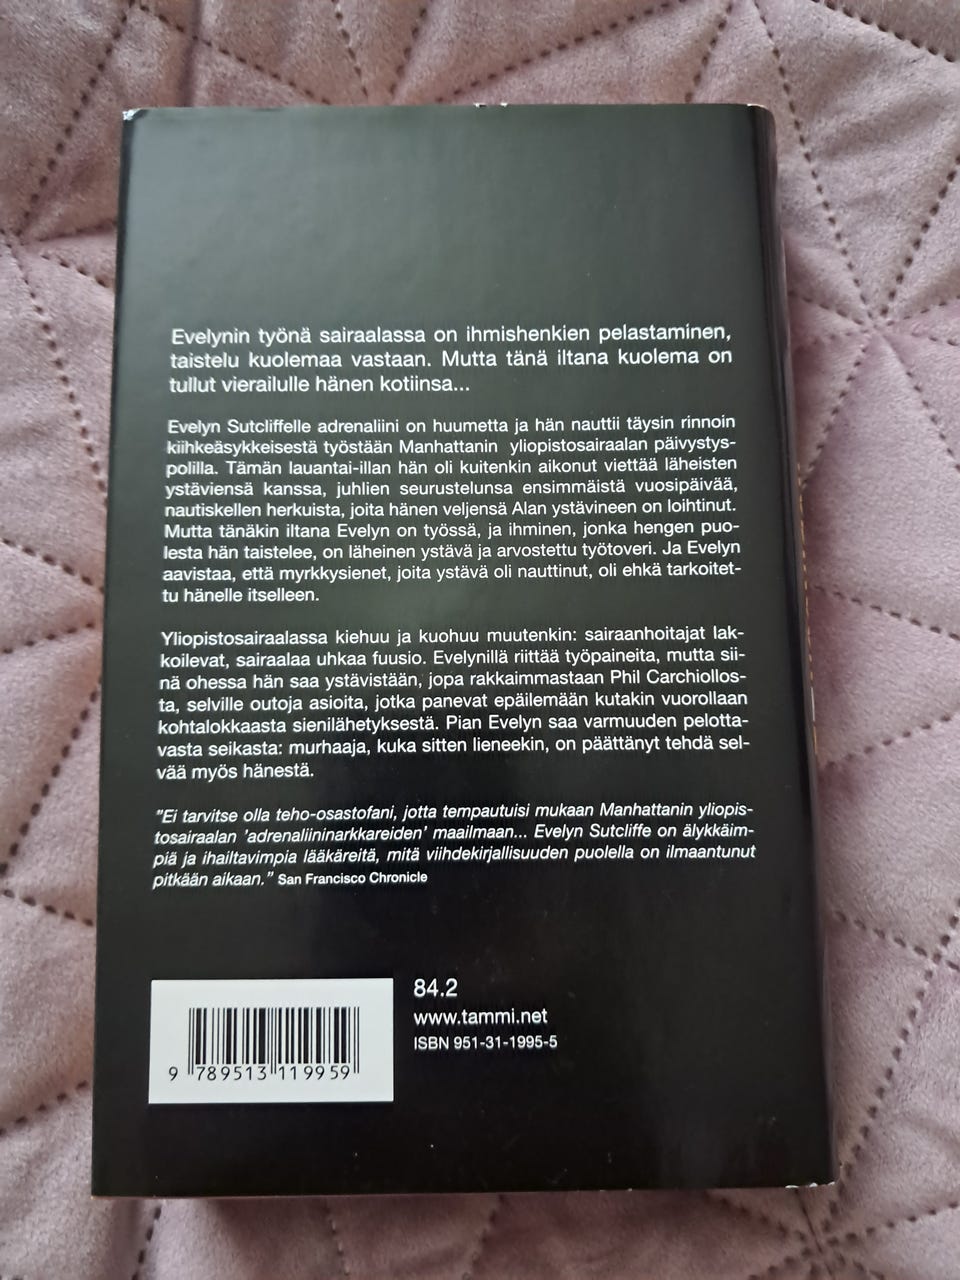 Evelynin työnä sairaalassa on ihmishenkien pelastaminen,
taistelu kuolemaa vastaan. Mutta tänä iltana kuolema on
tullut vierailulle hänen kotiinsa...
Evelyn Sutcliffelle adrenaliini on huumetta ja hän nauttii täysin rinnoin
kiihkeäsykkeisestä työstään Manhattanin yliopistosairaalan päivystys-
polilla. Tämän lauantai-illan hän oli kuitenkin aikonut viettää läheisten
ystäviensä kanssa, juhlien seurustelunsa ensimmäistä vuosipäivää,
nautiskellen herkuista, joita hänen veljensä Alan ystävineen on loihtinut.
Mutta tänäkin iltana Evelyn on työssä, ja ihminen, jonka hengen puo-
lesta hän taistelee, on läheinen ystävä ja arvostettu työtoveri. Ja Evelyn
aavistaa, että myrkkysienet, joita ystävä oli nauttinut, oli ehkä tarkoitet-
tu hänelle itselleen.
Yliopistosairaalassa kiehuu ja kuohuu muutenkin: sairaanhoitajat lak-
koilevat, sairaalaa uhkaa fuusio. Evelynillä riittää työpaineita, mutta sii-
nä ohessa hän saa ystävistään, jopa rakkaimmastaan Phil Carchiollos-
ta, selville outoja asioita, jotka panevat epäilemään kutakin vuorollaan
kohtalokkaasta sienilähetyksestä. Pian Evelyn saa varmuuden pelotta-
vasta seikasta: murhaaja, kuka sitten lieneekin, on päättänyt tehdä sel-
vää myös hänestä.
"Ei tarvitse olla teho-osastofani, jotta tempautuisi mukaan Manhattanin yliopis-
tosairaalan 'adrenaliininarkkareiden' maailmaan... Evelyn Sutcliffe on älykkäim-
piä ja ihailtavimpia lääkäreitä, mitä viihdekirjallisuuden puolella on ilmaantunut
pitkään aikaan." San Francisco Chronicle
84.2
www.tammi.net
ISBN 951-31-1995-5
9 789513 119959